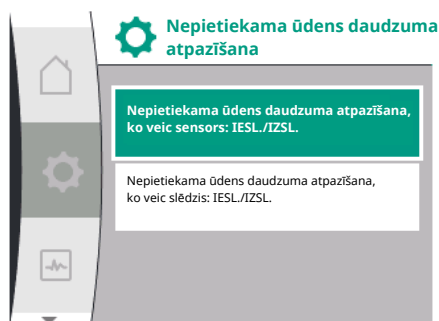 Nepietiekama ūdens daudzuma
atpazīšana
Nepietiekama ūdens daudzuma atpazīšana,
ko veic sensors: IESL./IZSL.
Nepietiekama ūdens daudzuma atpazīšana,
ko veic slēdzis: IESL./IZSL.